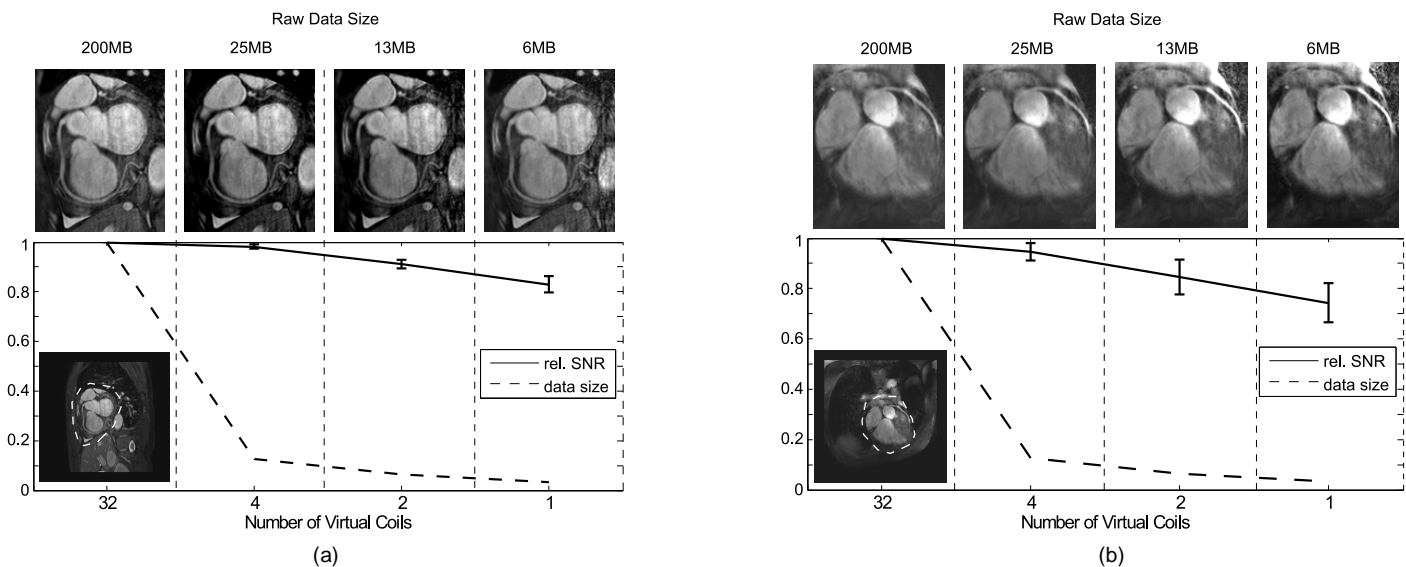 Raw Data Size
200MB 25MB 13MB 6MB
1
0.8
0.6
0.4
0.2
0
rel. SNR
data size
32 4 2 1
Number of Virtual Coils
(a)
Raw Data Size
200MB 25MB 13MB 6MB
1
0.8
0.6
0.4
0.2
0
rel. SNR
data size
32 4 2 1
Number of Virtual Coils
(b)